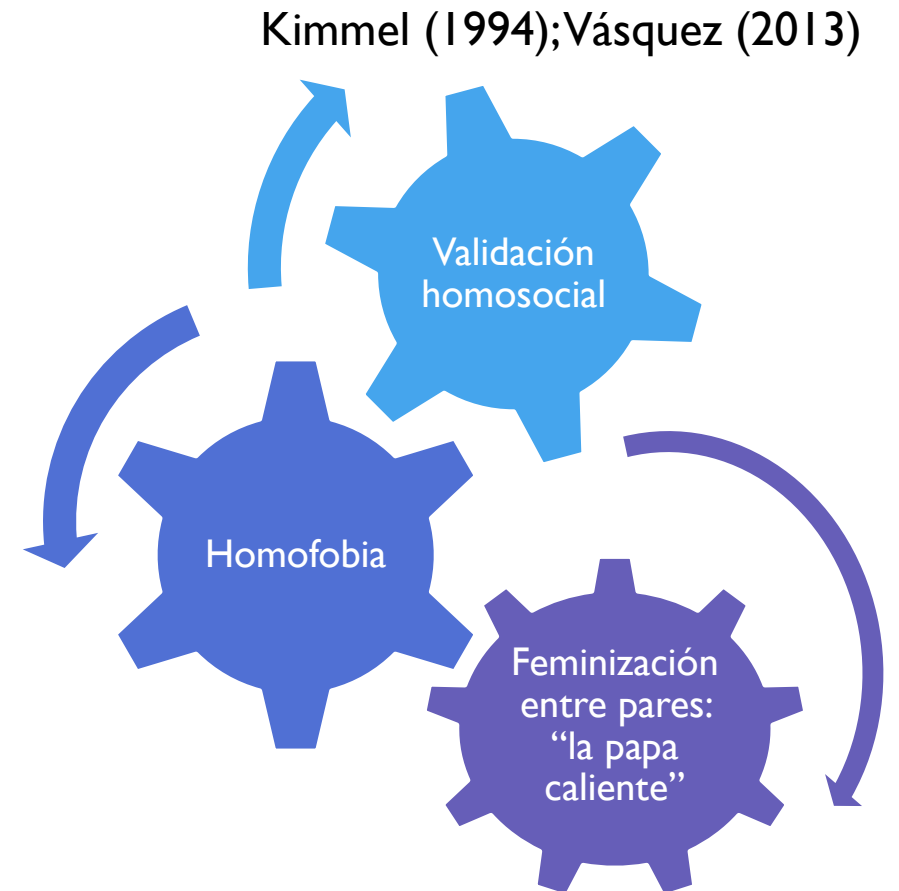 Kimmel (1994); Vásquez (2013)
Validación
homosocial
Homofobia
Feminización
entre pares:
“la papa
caliente”